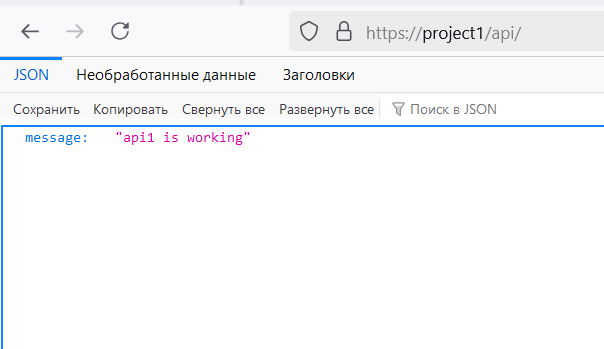 https://project1/api/
JSON Необработанные данные Заголовки
Сохранить Копировать Свернуть все Развернуть все Поиск в JSON
message: "api1 is working"